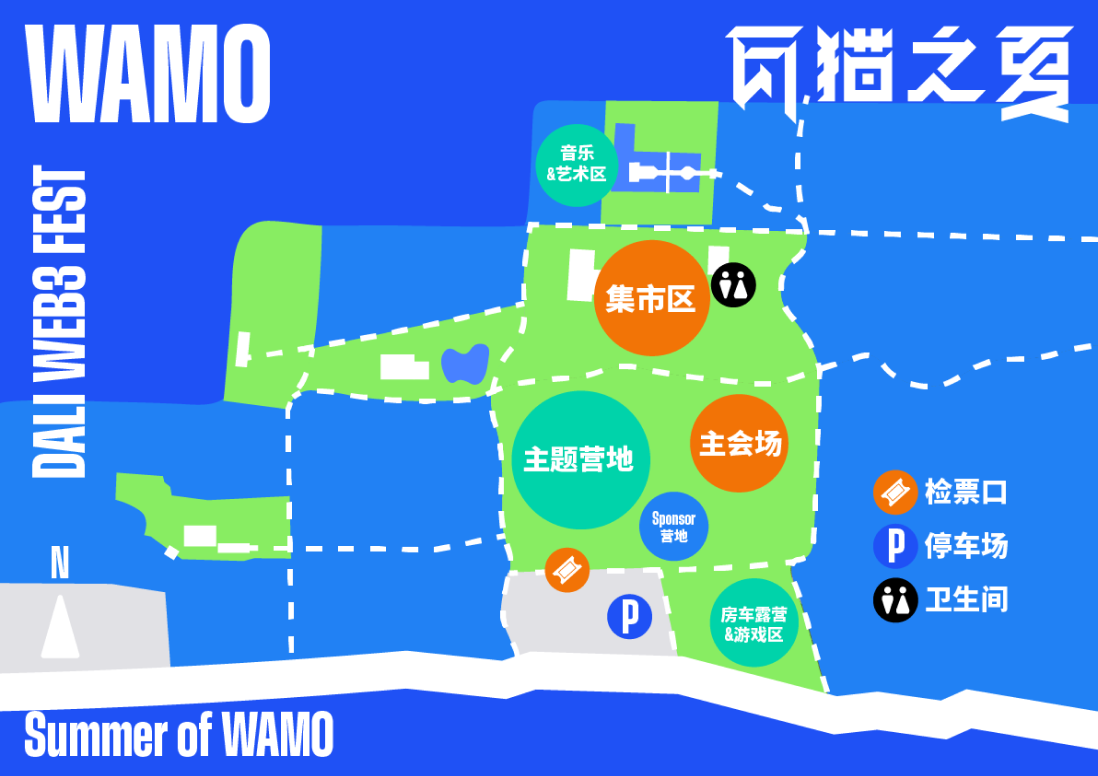 WAMO
瓦猫之夏
DALI WEB3 FEST
音乐
&艺术区
集市区
主题营地
主会场
Sponsor
营地
P
房车露营
&游戏区
检票口
P 停车场
卫生间
N
Summer of WAMO